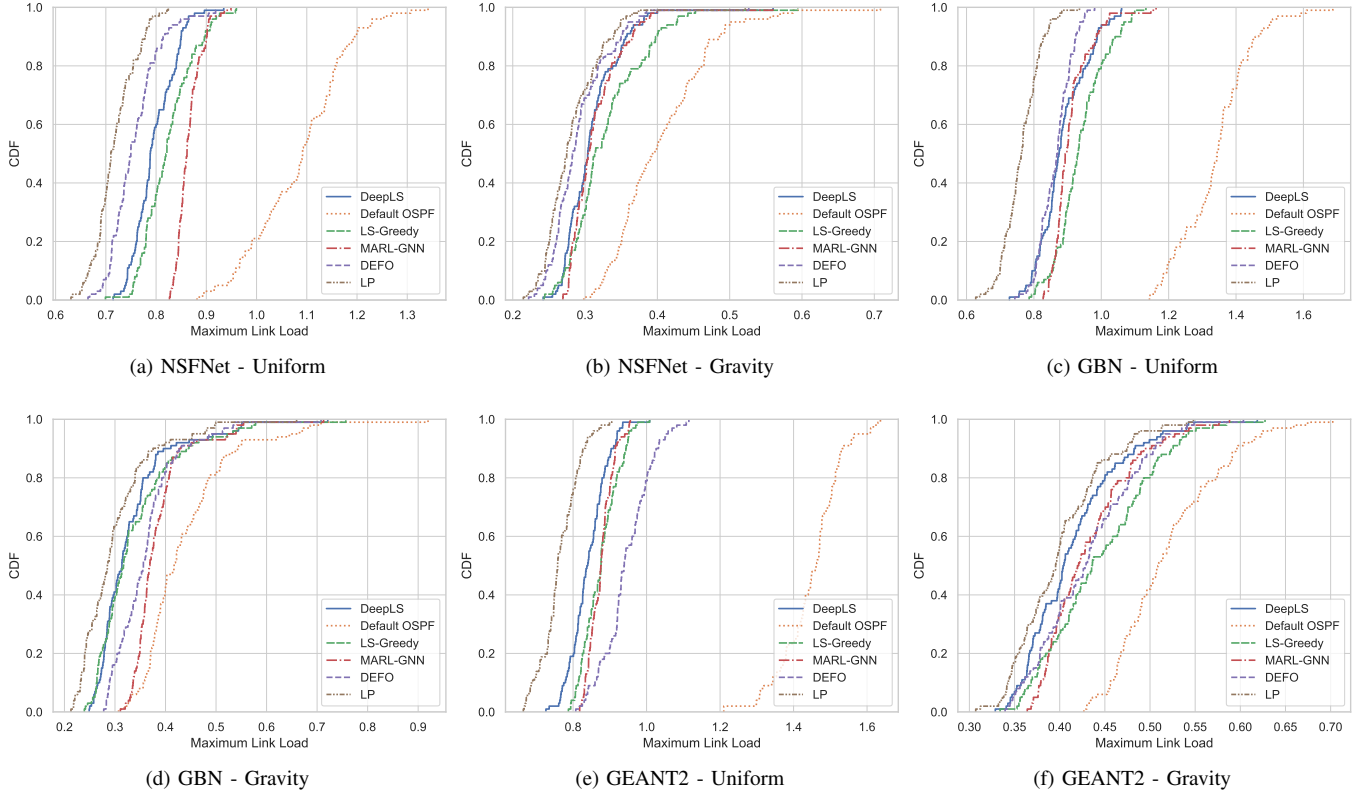 1.0
0.8
0.6
0.4
0.2
0.0
CDF
0.6 0.7 0.8 0.9 1.0 1.1 1.2 1.3
Maximum Link Load
DeepLS
Default OSPF
LS-Greedy
MARL-GNN
DEFO
LP
(a) NSFNet - Uniform
1.0
0.8
0.6
0.4
0.2
0.0
CDF
0.2 0.3 0.4 0.5 0.6 0.7
Maximum Link Load
DeepLS
Default OSPF
LS-Greedy
MARL-GNN
DEFO
LP
(b) NSFNet - Gravity
1.0
0.8
0.6
0.4
0.2
0.0
CDF
0.6 0.8 1.0 1.2 1.4 1.6
Maximum Link Load
DeepLS
Default OSPF
LS-Greedy
MARL-GNN
DEFO
LP
(c) GBN - Uniform
1.0
0.8
0.6
0.4
0.2
0.0
CDF
0.2 0.3 0.4 0.5 0.6 0.7 0.8 0.9
Maximum Link Load
DeepLS
Default OSPF
LS-Greedy
MARL-GNN
DEFO
LP
(d) GBN - Gravity
1.0
0.8
0.6
0.4
0.2
0.0
CDF
0.8 1.0 1.2 1.4 1.6
Maximum Link Load
DeepLS
Default OSPF
LS-Greedy
MARL-GNN
DEFO
LP
(e) GEANT2 - Uniform
1.0
0.8
0.6
0.4
0.2
0.0
CDF
0.30 0.35 0.40 0.45 0.50 0.55 0.60 0.65 0.70
Maximum Link Load
DeepLS
Default OSPF
LS-Greedy
MARL-GNN
DEFO
LP
(f) GEANT2 - Gravity